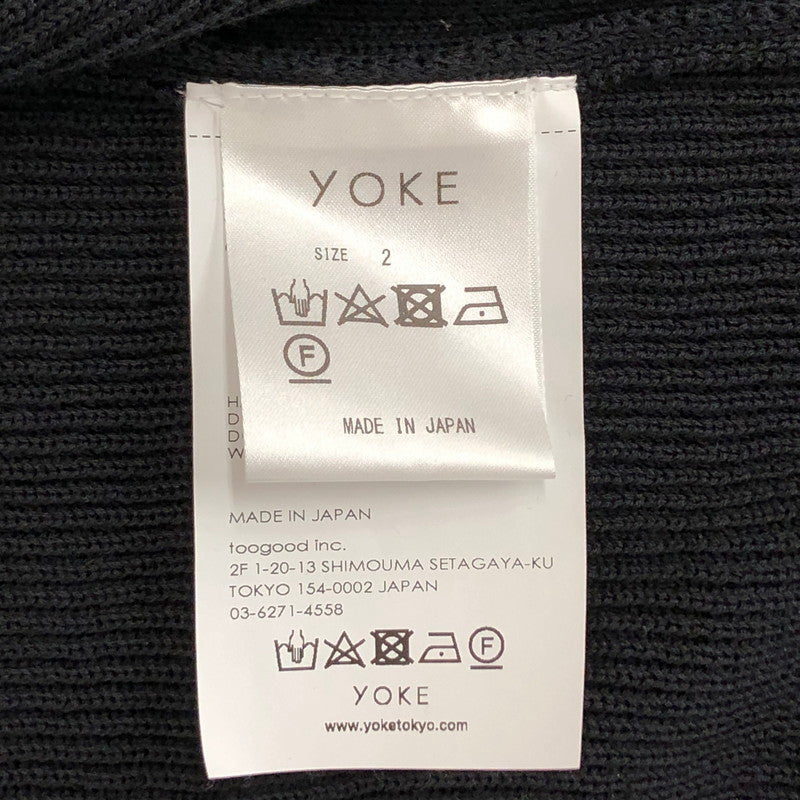 YOKE
SIZE 2
F
MADE IN JAPAN
MADE IN JAPAN
toogood inc.
2F 1-20-13 SHIMOUMA SETAGAYA-KU
TOKYO 154-0002 JAPAN
03-6271-4558
F
YOKE
www.yoketokyo.com